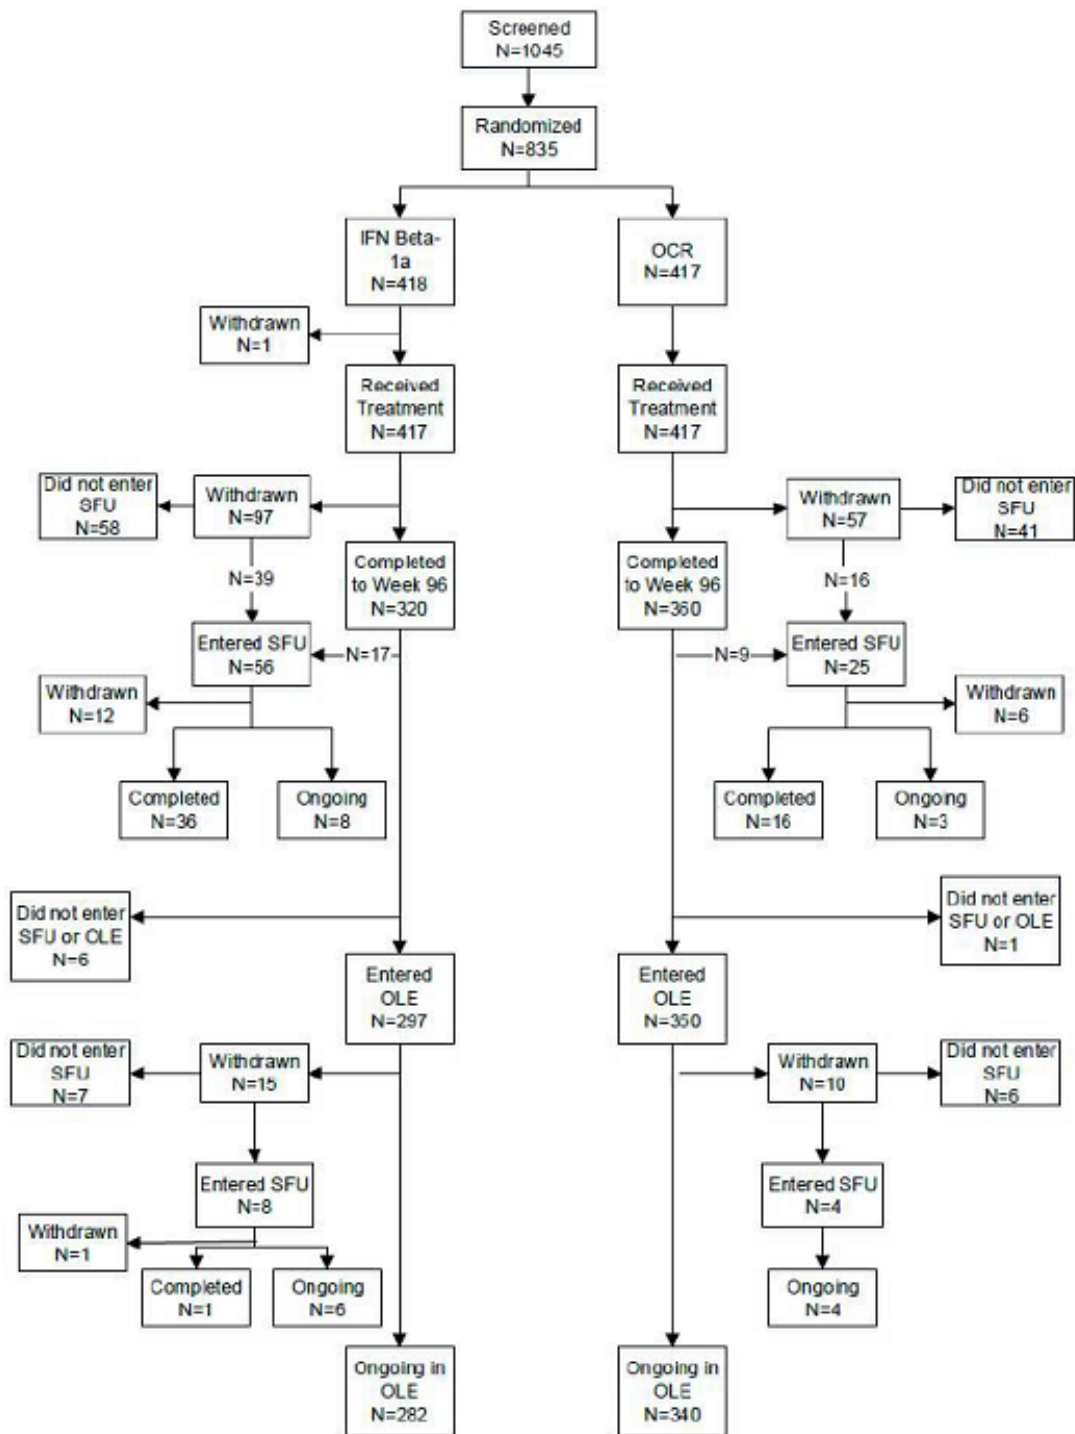 Screened
N=1045
Randomized
N=835
IFN Beta-
1a
N=418
OCR
N=417
Withdrawn
N=1
Received
Treatment
N=417
Received
Treatment
N=417
Did not enter
SFU
N=58
Withdrawn
N=97
Withdrawn
N=57
Did not enter
SFU
N=41
N=39
Completed
to Week 96
N=320
Completed
to Week 96
N=360
N=16
Entered SFU
N=56
N=17
N=9
Entered SFU
N=25
Withdrawn
N=12
Withdrawn
N=6
Completed
N=36
Ongoing
N=8
Completed
N=16
Ongoing
N=3
Did not enter
SFU or OLE
N=6
Did not enter
SFU or OLE
N=1
Entered
OLE
N=297
Entered
OLE
N=350
Did not enter
SFU
N=7
Withdrawn
N=15
Withdrawn
N=10
Did not enter
SFU
N=6
Entered SFU
N=8
Entered SFU
N=4
Withdrawn
N=1
Completed
N=1
Ongoing
N=6
Ongoing
N=4
Ongoing in
OLE
N=282
Ongoing in
OLE
N=340